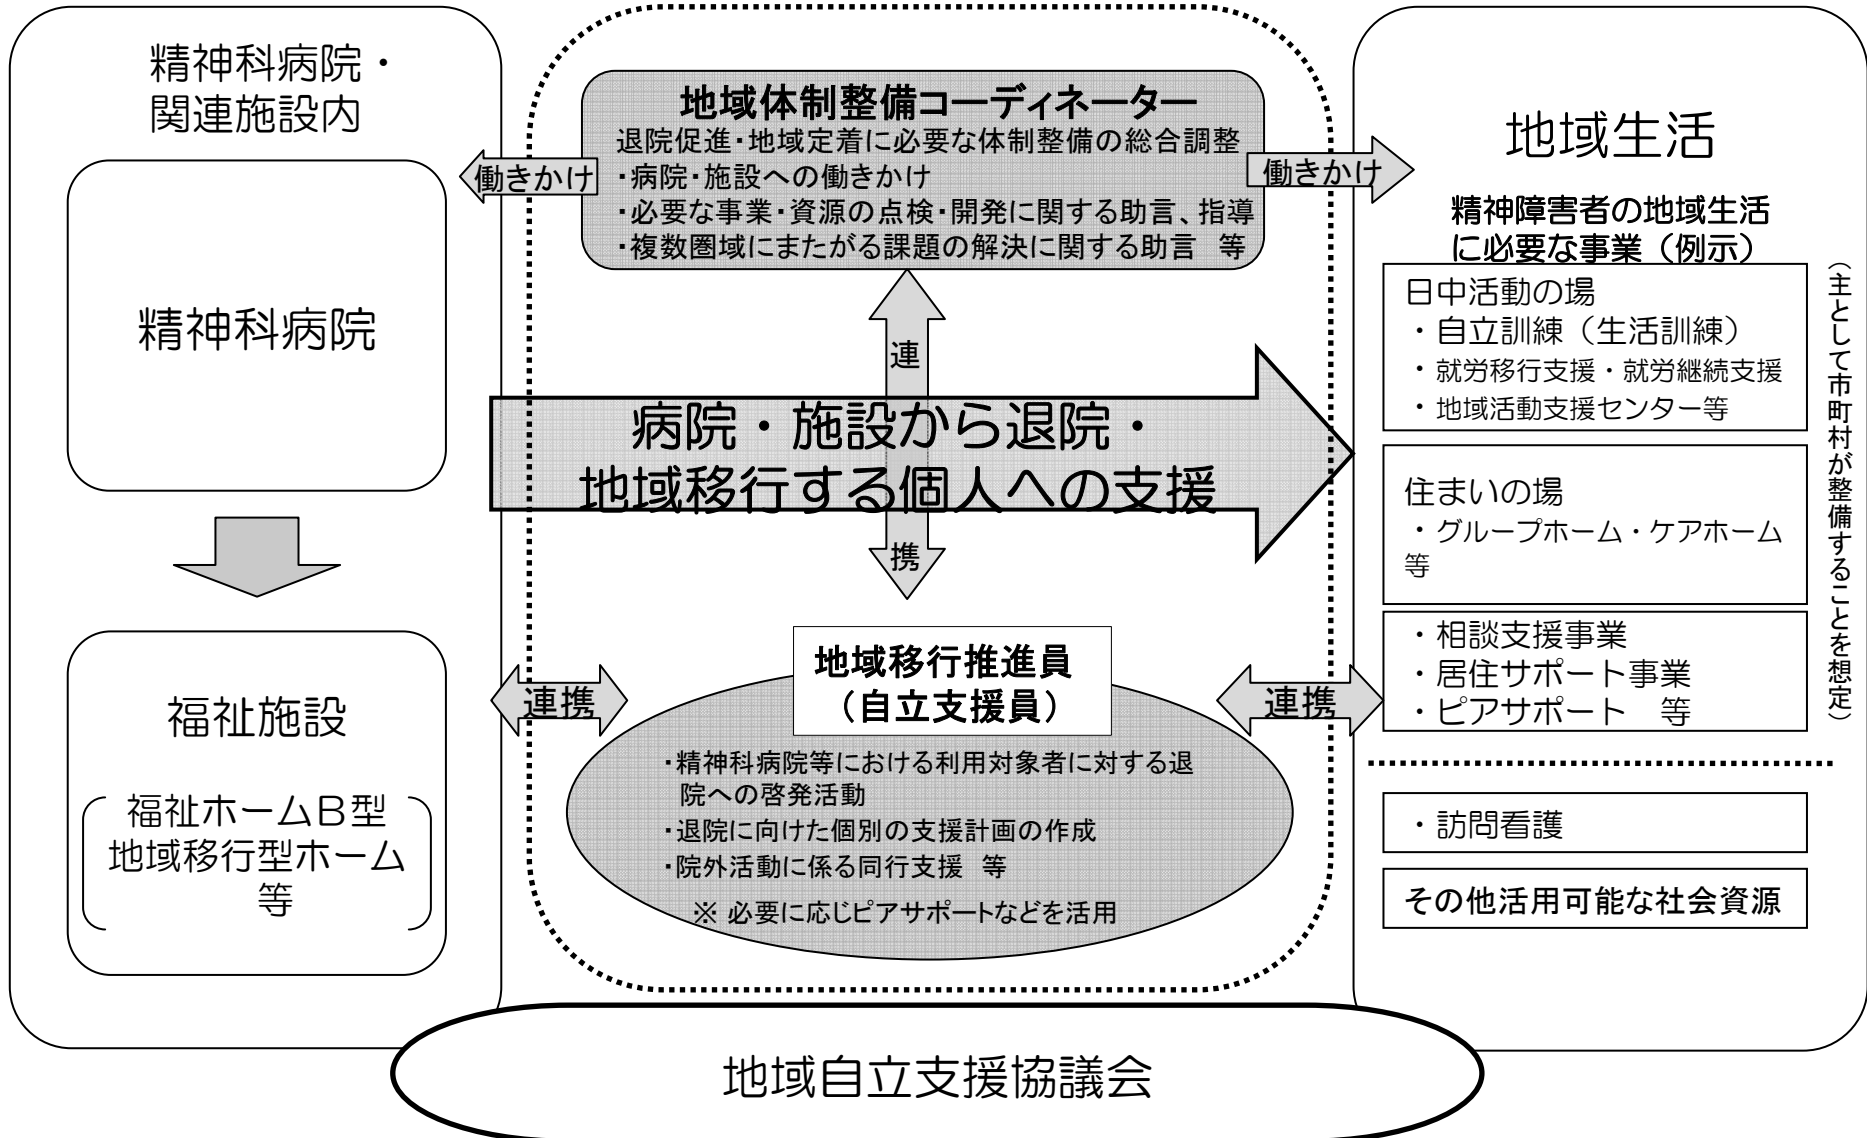 精神科病院・
関連施設内
精神科病院
福祉施設
福祉ホームB型
地域移行型ホーム
等
地域体制整備コーディネーター
退院促進・地域定着に必要な体制整備の総合調整
・病院・施設への働きかけ
・必要な事業・資源の点検・開発に関する助言、指導
・複数圏域にまたがる課題の解決に関する助言　等
働きかけ
働きかけ
連
病院・施設から退院・
地域移行する個人への支援
携
地域移行推進員
（自立支援員）
連携
連携
・精神科病院等における利用対象者に対する退
院への啓発活動
・退院に向けた個別の支援計画の作成
・院外活動に係る同行支援　等
※ 必要に応じピアサポートなどを活用
地域生活
精神障害者の地域生活
に必要な事業（例示）
日中活動の場
・自立訓練（生活訓練）
・就労移行支援・就労継続支援
・地域活動支援センター等
住まいの場
・グループホーム・ケアホーム
等
・相談支援事業
・居住サポート事業
・ピアサポート　等
（主として市町村が整備することを想定）
・訪問看護
その他活用可能な社会資源
地域自立支援協議会